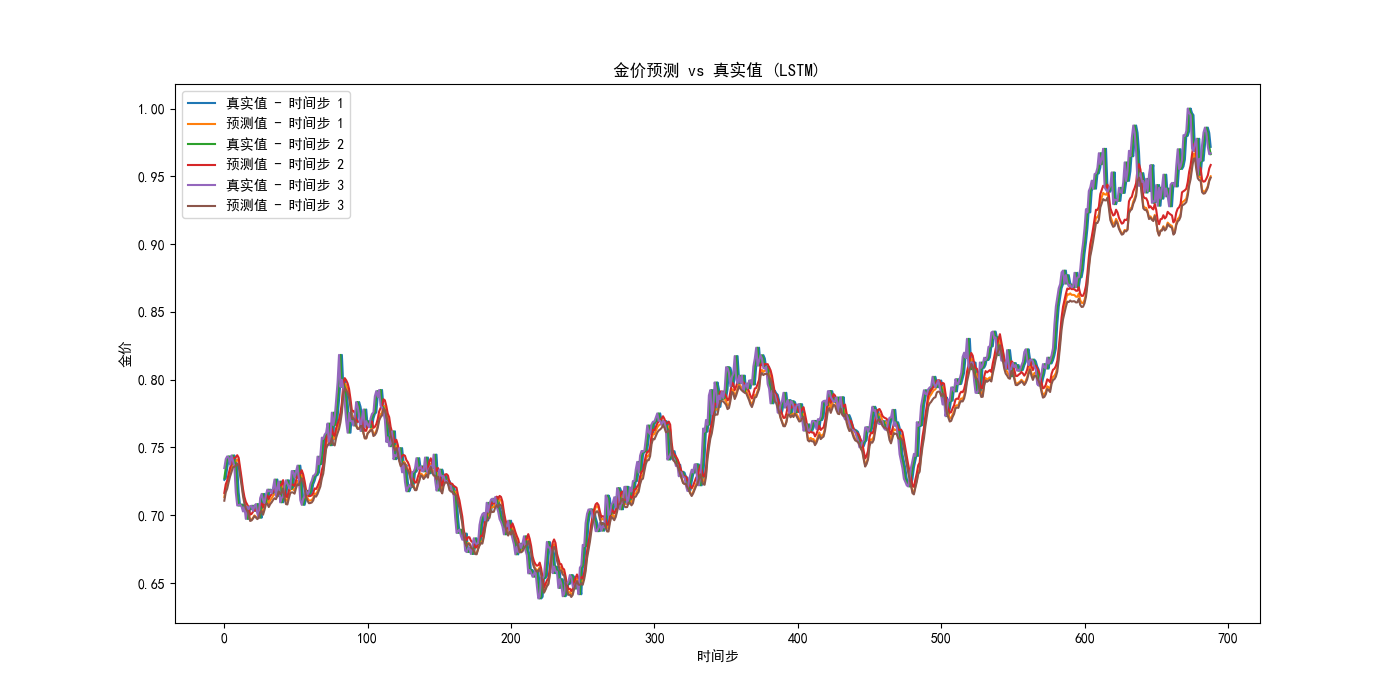 金价预测 vs 真实值 (LSTM)
真实值 - 时间步 1
预测值 - 时间步 1
真实值 - 时间步 2
预测值 - 时间步 2
真实值 - 时间步 3
预测值 - 时间步 3
1.00
0.95
0.90
0.85
0.80
0.75
0.70
0.65
金价
0 100 200 300 400 500 600 700
时间步